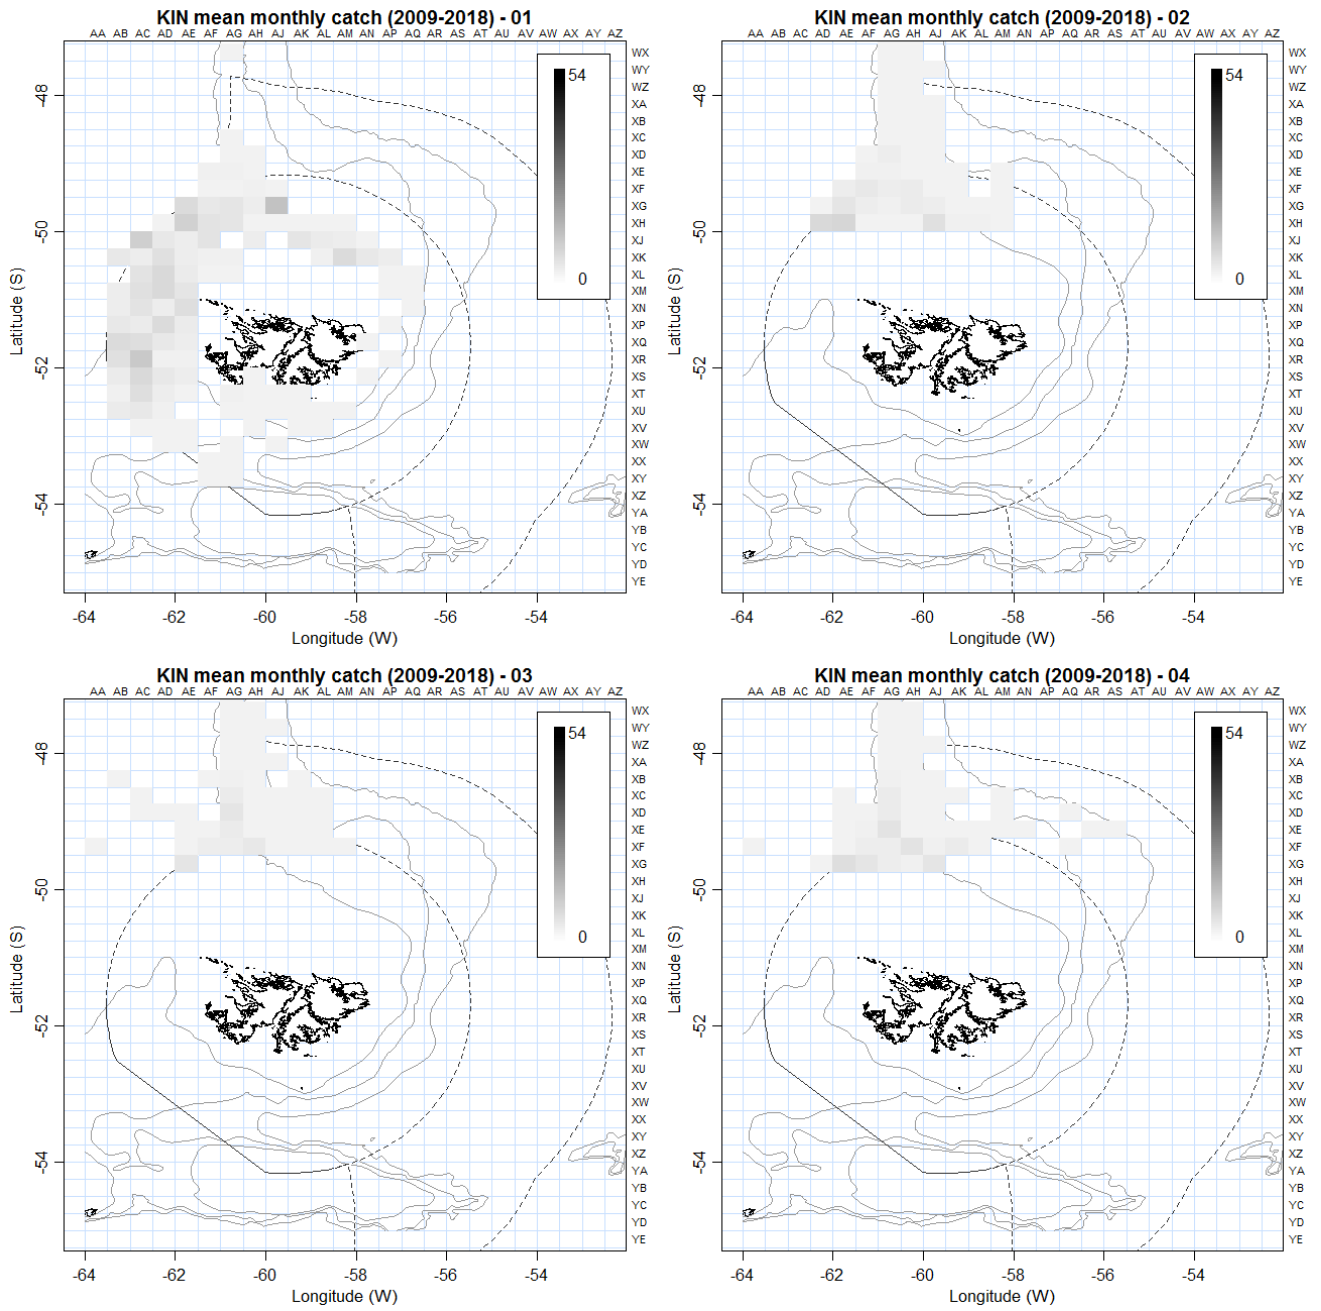 KIN mean monthly catch (2009-2018) - 01
AA AB AC AD AE AF AG AH AJ AK AL AM AN AP AQ AR AS AT AU AV AW AX AY AZ
WX
WY
WZ
XA
XB
XC
XD
XE
XF
XG
XH
XJ
XK
XL
XM
XN
XP
XQ
XR
XS
XT
XU
XV
XW
XX
XY
XZ
YA
YB
YC
YD
YE
54
0
-48
-50
-52
-54
Latitude (S)
-64 -62 -60 -58 -56 -54
Longitude (W)
KIN mean monthly catch (2009-2018) - 02
AA AB AC AD AE AF AG AH AJ AK AL AM AN AP AQ AR AS AT AU AV AW AX AY AZ
WX
WY
WZ
XA
XB
XC
XD
XE
XF
XG
XH
XJ
XK
XL
XM
XN
XP
XQ
XR
XS
XT
XU
XV
XW
XX
XY
XZ
YA
YB
YC
YD
YE
54
0
-48
-50
-52
-54
Latitude (S)
-64 -62 -60 -58 -56 -54
Longitude (W)
KIN mean monthly catch (2009-2018) - 03
AA AB AC AD AE AF AG AH AJ AK AL AM AN AP AQ AR AS AT AU AV AW AX AY AZ
WX
WY
WZ
XA
XB
XC
XD
XE
XF
XG
XH
XJ
XK
XL
XM
XN
XP
XQ
XR
XS
XT
XU
XV
XW
XX
XY
XZ
YA
YB
YC
YD
YE
54
0
-48
-50
-52
-54
Latitude (S)
-64 -62 -60 -58 -56 -54
Longitude (W)
KIN mean monthly catch (2009-2018) - 04
AA AB AC AD AE AF AG AH AJ AK AL AM AN AP AQ AR AS AT AU AV AW AX AY AZ
WX
WY
WZ
XA
XB
XC
XD
XE
XF
XG
XH
XJ
XK
XL
XM
XN
XP
XQ
XR
XS
XT
XU
XV
XW
XX
XY
XZ
YA
YB
YC
YD
YE
54
0
-48
-50
-52
-54
Latitude (S)
-64 -62 -60 -58 -56 -54
Longitude (W)